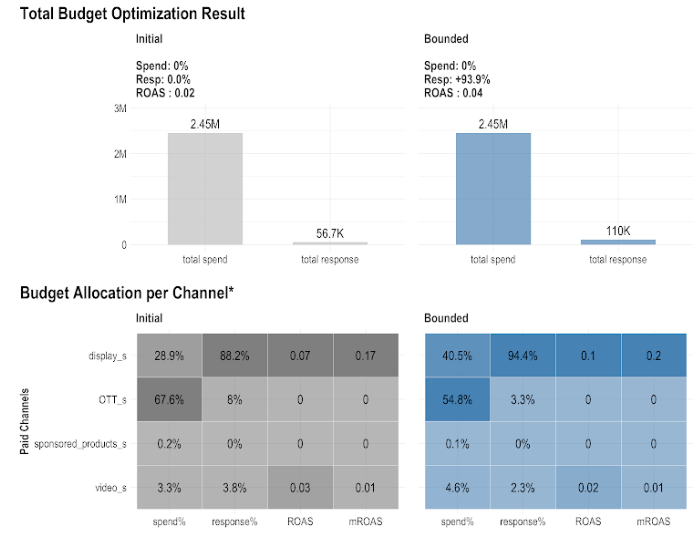 Total Budget Optimization Result
Initial
Bounded
Spend: 0%
Resp: 0.0%
ROAS : 0.02
Spend: 0%
Resp: +93.9%
ROAS : 0.04
3M
2M
1M
0
2.45M
56.7K
2.45M
110K
total spend
total response
total spend
total response
Budget Allocation per Channel*
Initial
Bounded
Paid Channels
display_s
28.9%
88.2%
0.07
0.17
40.5%
94.4%
0.1
0.2
OTT_s
67.6%
8%
0
0
54.8%
3.3%
0
0
sponsored_products_s
0.2%
0%
0
0
0.1%
0%
0
0
video_s
3.3%
3.8%
0.03
0.01
4.6%
2.3%
0.02
0.01
spend%
response%
ROAS
mROAS
spend%
response%
ROAS
mROAS